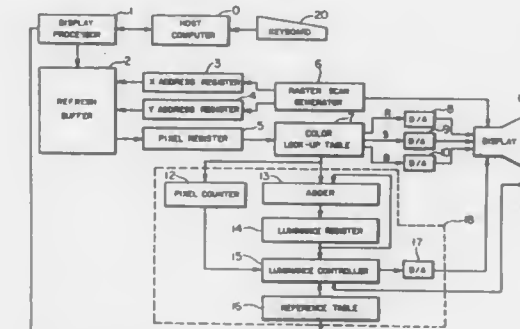 1
0
20
DISPLAY
PROCESSOR
HOST
COMPUTER
KEYBOARD
2
3
6
X ADDRESS REGISTER
4
RASTER SCAN
GENERATOR
8
REFRESH
BUFFER
Y ADDRESS REGISTER
5
7
R
D/A
9
PIXEL REGISTER
COLOR
LOOK-UP TABLE
G
D/A
DISPLAY
B
D/A
12
13
PIXEL COUNTER
ADDER
18
14
LUMINANCE REGISTER
15
17
LUMINANCE CONTROLLER
D/A
16
REFERENCE TABLE